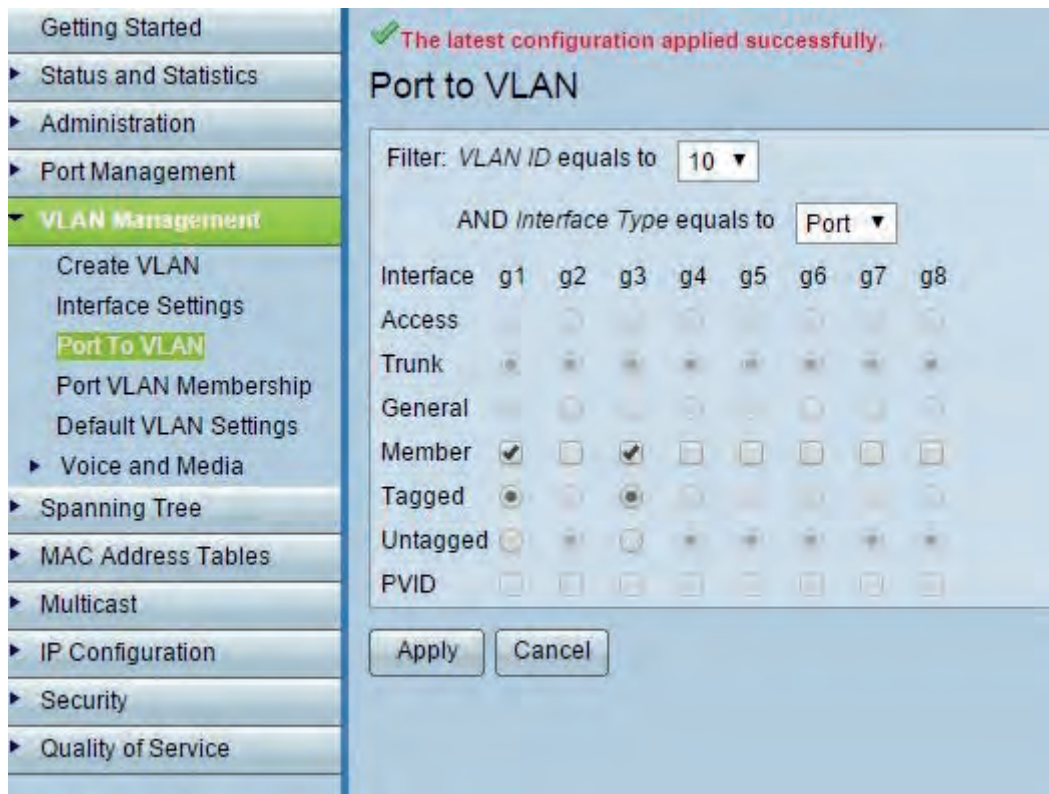 Getting Started
Status and Statistics
Administration
Port Management
VLAN Management
Create VLAN
Interface Settings
Port To VLAN
Port VLAN Membership
Default VLAN Settings
Voice and Media
Spanning Tree
MAC Address Tables
Multicast
IP Configuration
Security
Quality of Service
The latest configuration applied successfully.
Port to VLAN
Filter: VLAN ID equals to 10
AND Interface Type equals to Port
Interface g1 g2 g3 g4 g5 g6 g7 g8
Access
Trunk
General
Member
Tagged
Untagged
PVID
Apply Cancel